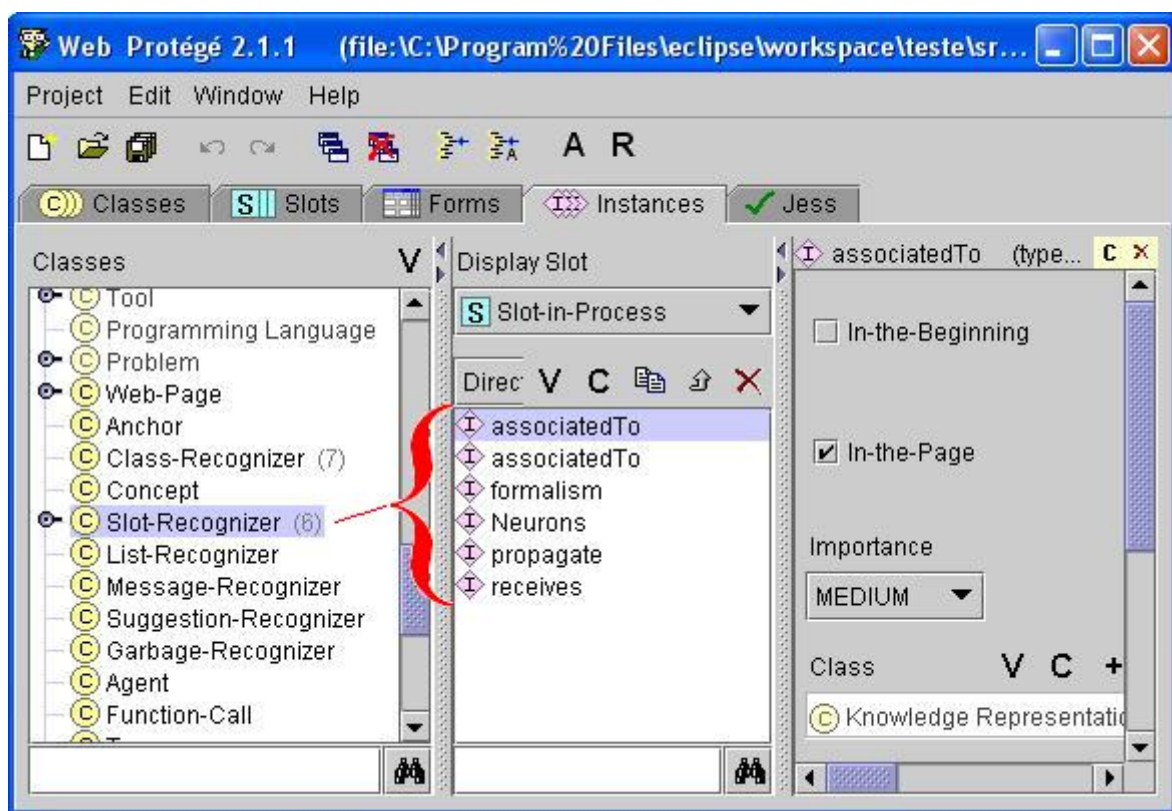 Web Protégé 2.1.1 (file:\C:\Program%20Files\eclipse\workspace\teste\sr...
Project Edit Window Help
A R
C Classes S Slots Forms I Instances Jess
Classes V
C Tool
C Programming Language
C Problem
C Web-Page
C Anchor
C Class-Recognizer (7)
C Concept
C Slot-Recognizer (6)
C List-Recognizer
C Message-Recognizer
C Suggestion-Recognizer
C Garbage-Recognizer
C Agent
C Function-Call
Display Slot
S Slot-in-Process
Direc V C
I associatedTo
I associatedTo
I formalism
I Neurons
I propagate
I receives
I associatedTo (type... C
In-the-Beginning
In-the-Page
Importance
MEDIUM
Class V C +
C Knowledge Representatio